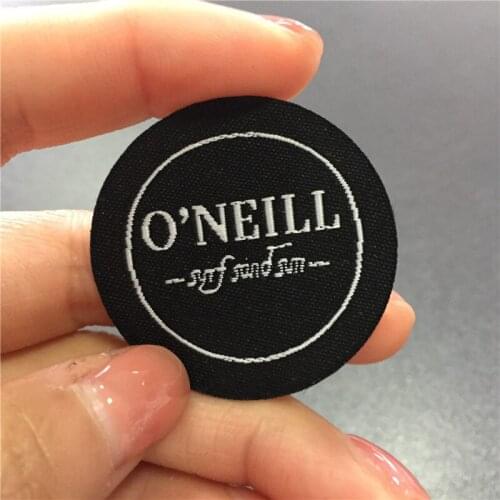 O'NEILL
- surf sand sun -